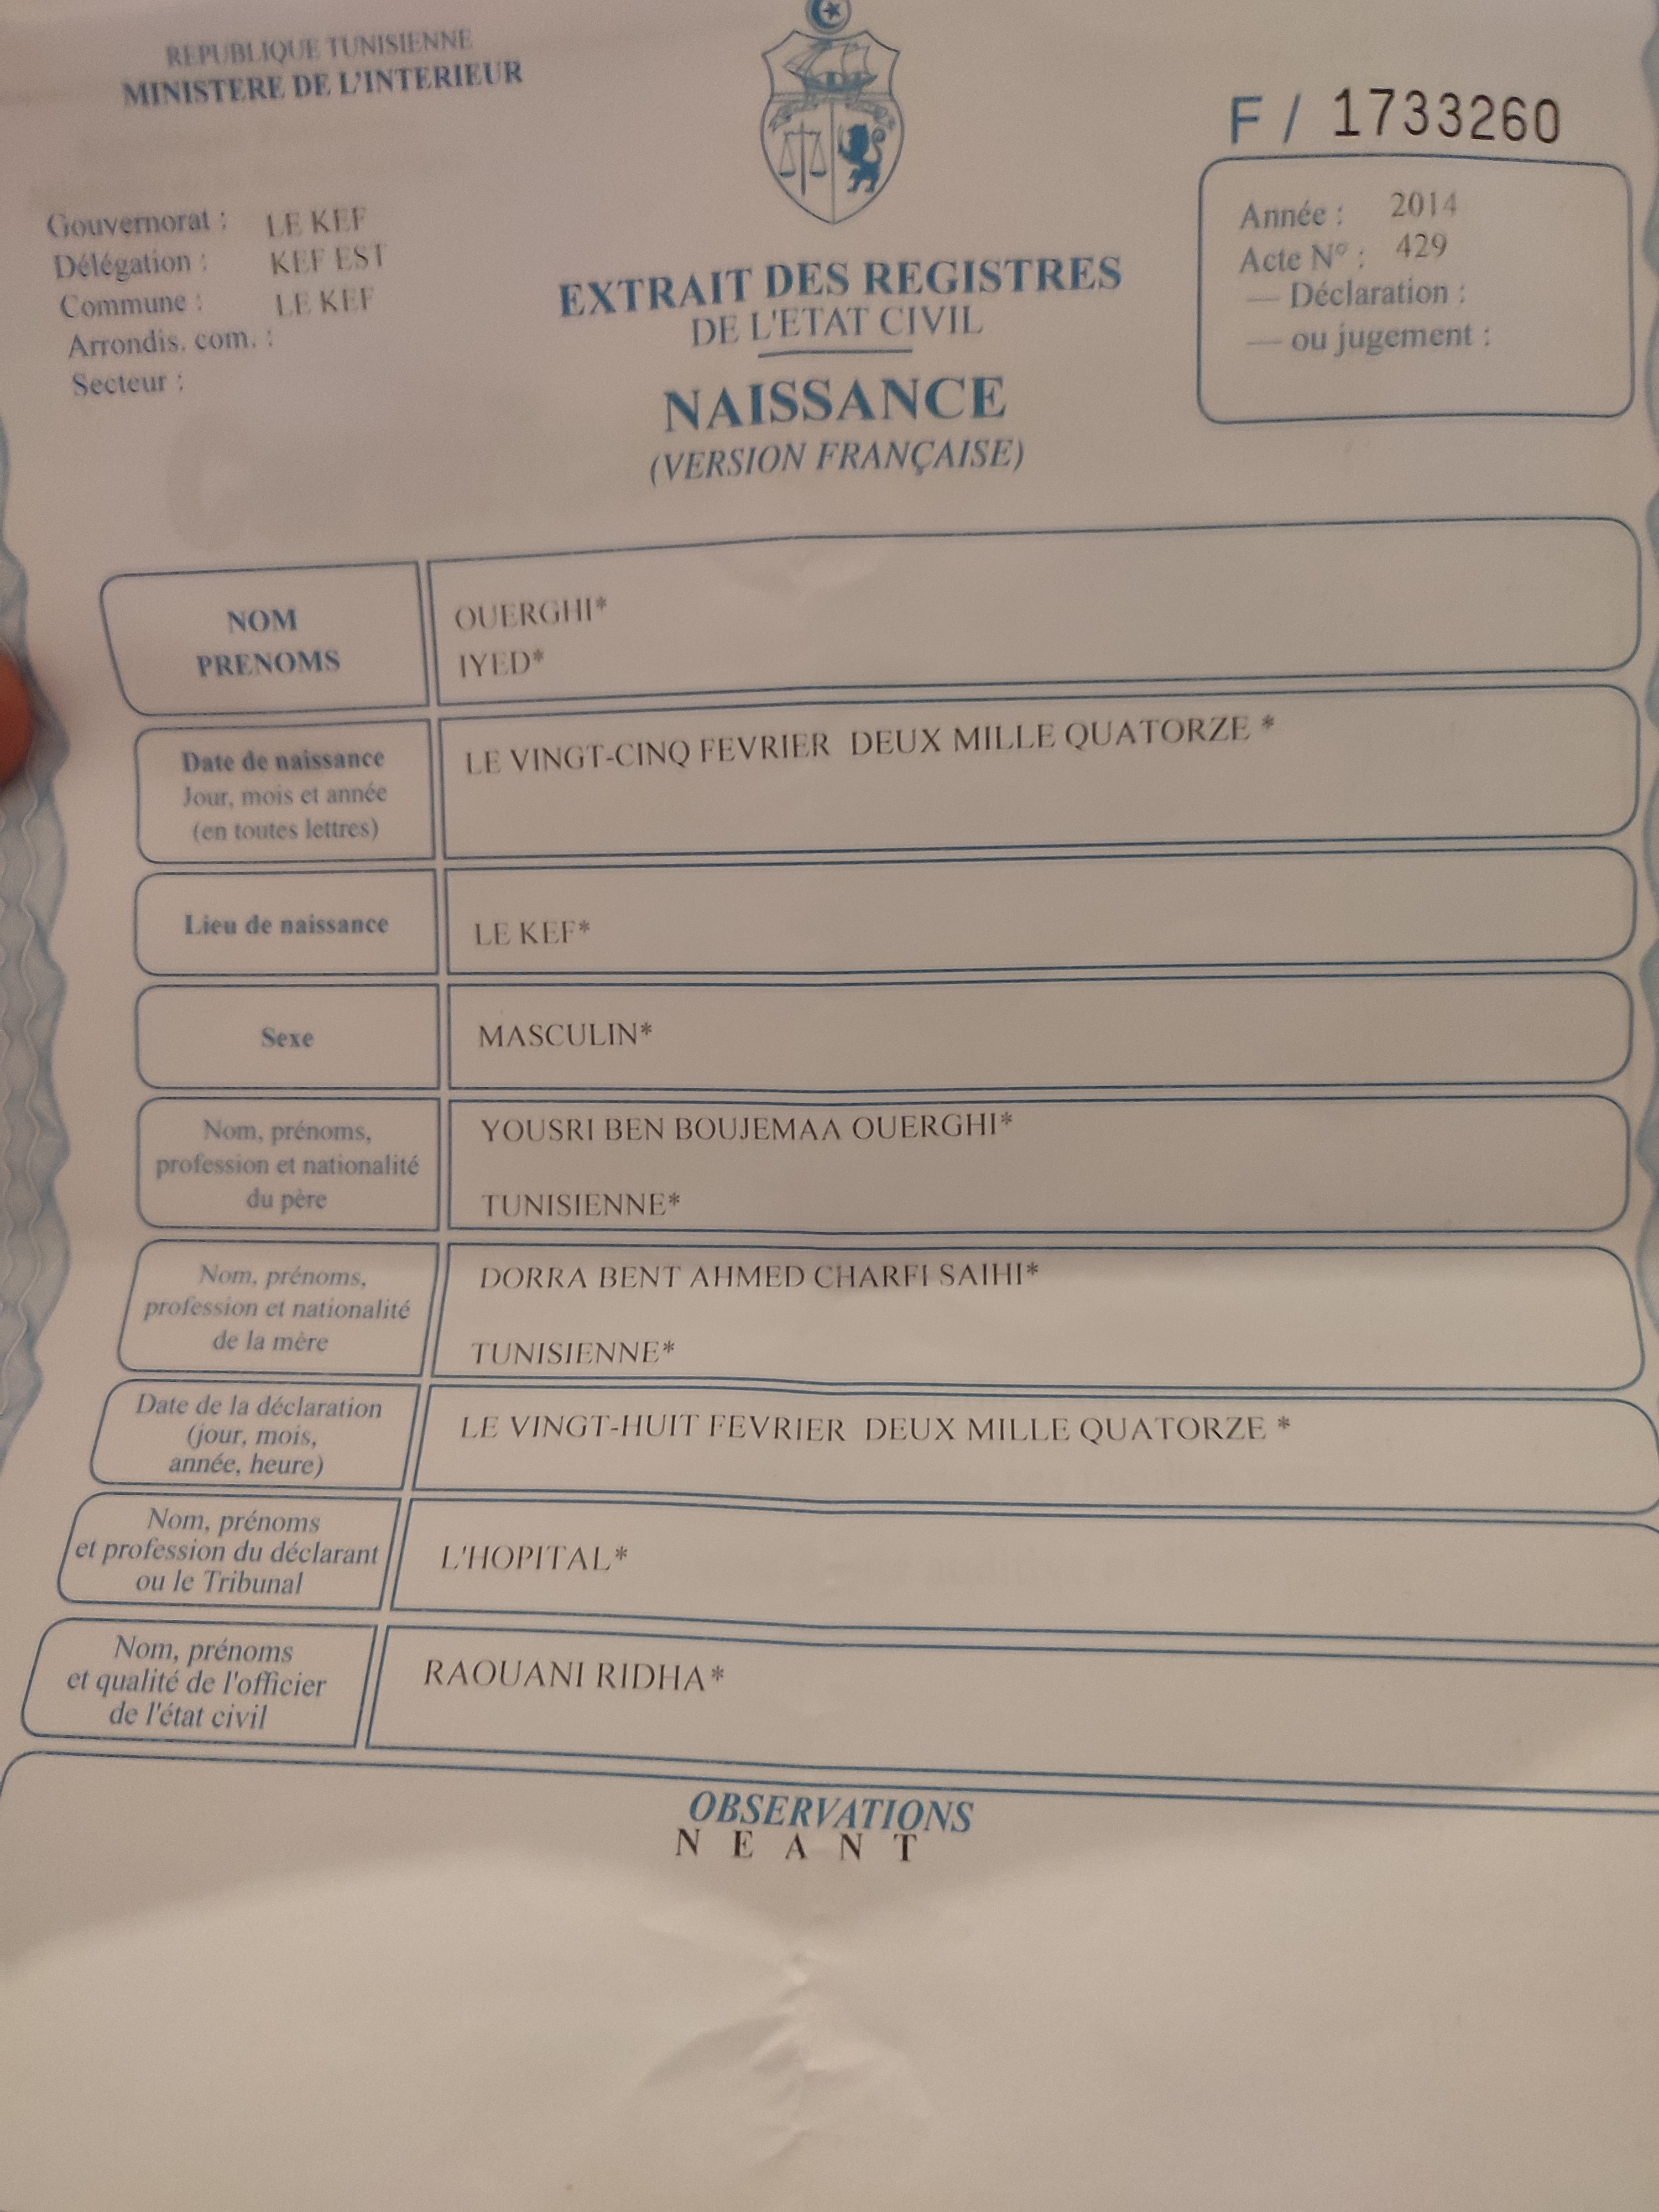 REPUBLIQUE TUNISIENNE
MINISTERE DE L'INTERIEUR
F / 1733260
Gouvernorat : LE KEF
Délégation : KEF EST
Commune : LE KEF
Arrondis. com. :
Secteur :
EXTRAIT DES REGISTRES
DE L'ETAT CIVIL
NAISSANCE
(VERSION FRANÇAISE)
Année : 2014
Acte N° : 429
— Déclaration :
— ou jugement :
NOM
PRENOMS
OUERGHI*
IYED*
Date de naissance
Jour, mois et année
(en toutes lettres)
LE VINGT-CINQ FEVRIER DEUX MILLE QUATORZE *
Lieu de naissance
LE KEF*
Sexe
MASCULIN*
Nom, prénoms,
profession et nationalité
du père
YOUSRI BEN BOUJEMAA OUERGHI*
TUNISIENNE*
Nom, prénoms,
profession et nationalité
de la mère
DORRA BENT AHMED CHARFI SAIHI*
TUNISIENNE*
Date de la déclaration
(jour, mois,
année, heure)
LE VINGT-HUIT FEVRIER DEUX MILLE QUATORZE *
Nom, prénoms
et profession du déclarant
ou le Tribunal
L'HOPITAL*
Nom, prénoms
et qualité de l'officier
de l'état civil
RAOUANI RIDHA*
OBSERVATIONS
N E A N T